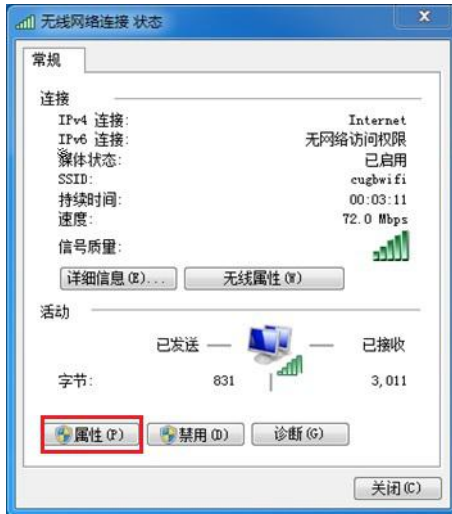 无线网络连接 状态
常规
连接
IPv4 连接: Internet
IPv6 连接: 无网络访问权限
媒体状态: 已启用
SSID: cugbwifi
持续时间: 00:03:11
速度: 72.0 Mbps
信号质量:
详细信息(E)... 无线属性(W)
活动
已发送 — — 已接收
字节: 831 3,011
属性(P) 禁用(D) 诊断(G)
关闭(C)